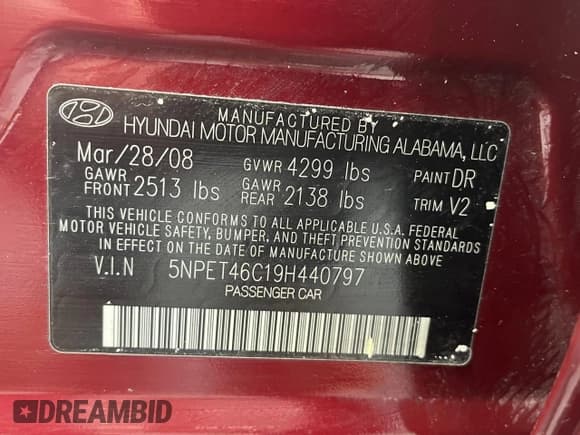 MANUFACTURED BY
HYUNDAI MOTOR MANUFACTURING ALABAMA, LLC
Mar/28/08 GVWR 4299 lbs PAINT DR
GAWR FRONT 2513 lbs GAWR REAR 2138 lbs TRIM V2
THIS VEHICLE CONFORMS TO ALL APPLICABLE U.S.A. FEDERAL
MOTOR VEHICLE SAFETY, BUMPER, AND THEFT PREVENTION STANDARDS
IN EFFECT ON THE DATE OF MANUFACTURE SHOWN ABOVE.
V.I.N 5NPET46C19H440797
PASSENGER CAR
DREAMBID